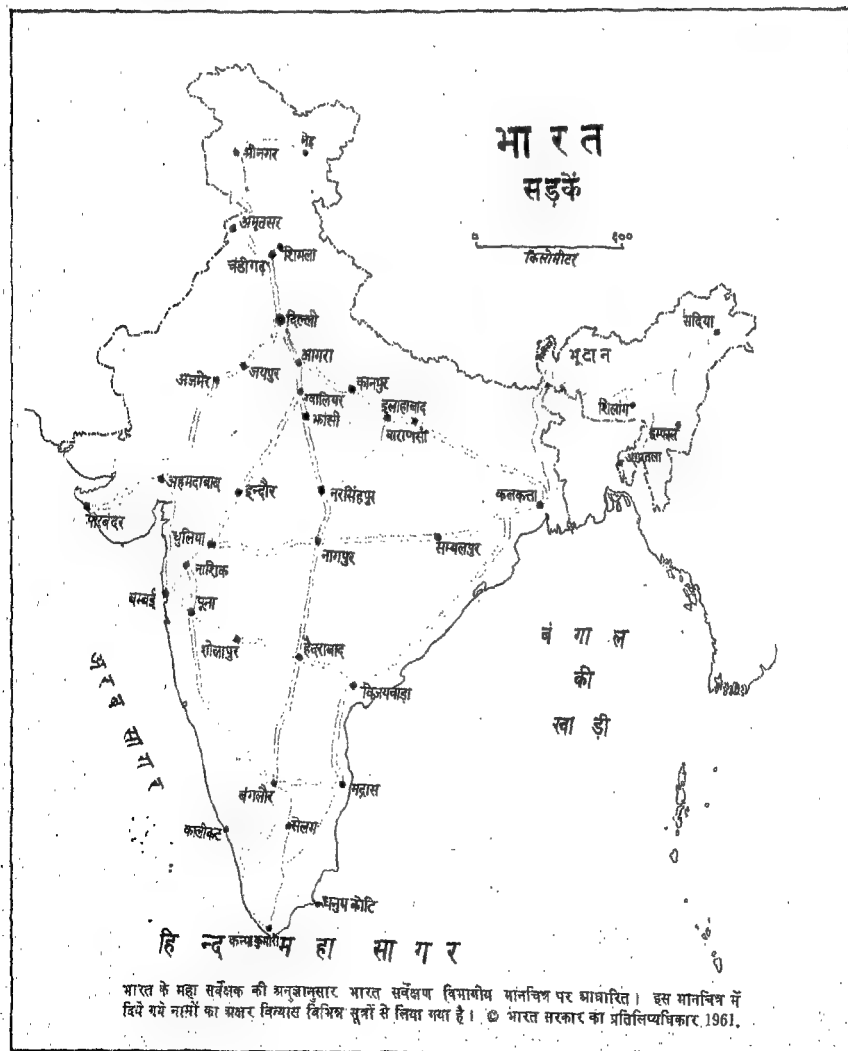 भारत
सड़कें
० ६००
किलोमीटर
श्रीनगर
लेह
अमृतसर
शिमला
चंडीगढ़
दिल्ली
सदिया
भूटान
आगरा
जयपुर
अजमेर
कानपुर
ग्वालियर
इलाहाबाद
शिलांग
झांसी
वाराणसी
इम्फाल
अगरतला
अहमदाबाद
इन्दौर
नरसिंहपुर
कलकत्ता
पोरबंदर
धुलिया
नागपुर
सम्बलपुर
नाशिक
बम्बई
पूना
शोलापुर
हैदराबाद
बंगाल
की
खाड़ी
विजयवाड़ा
अरब सागर
बंगलौर
मद्रास
कालीकट
सेलम
धनुषकोटि
कन्याकुमारी
हिन्द महा सागर
भारत के महा सर्वेक्षक की अनुज्ञानुसार भारत सर्वेक्षण विभागीय मानचित्र पर आधारित। इस मानचित्र में
दिये गये नामों का अक्षर विन्यास विभिन्न सूत्रों से लिया गया है। © भारत सरकार का प्रतिलिप्यधिकार 1961.